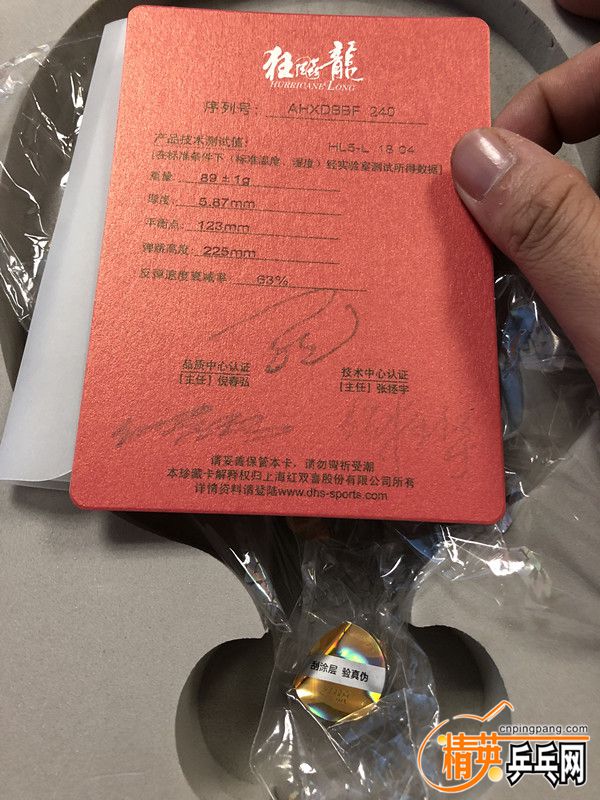 狂飚龍
HURRICANE LONG
序列号： AHXDBBF 240
产品技术测试值： HL5-L 18 04
[在标准条件下（标准温度、湿度）经实验室测试所得数据]
重量： 89±1g
厚度： 5.87mm
平衡点： 123mm
弹跳高度： 225mm
反弹速度衰减率 63%
品质中心认证 技术中心认证
[主任] 倪春弘 [主任] 张扬宇
请妥善保管本卡，请勿弯折受潮
本珍藏卡解释权归上海红双喜股份有限公司所有
详情资料请登陆www.dhs-sports.com
刮涂层 验真伪
cnpingpang.com
精英乒乓网